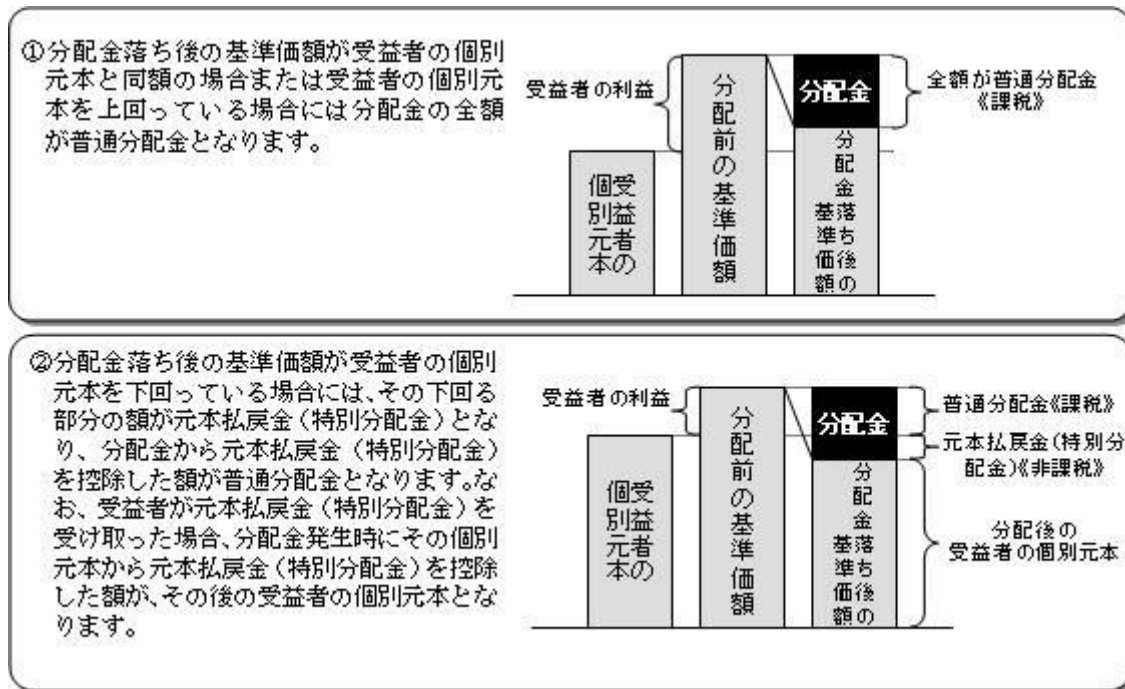 ①分配金落ち後の基準価額が受益者の個別
元本と同額の場合または受益者の個別元
本を上回っている場合には分配金の全額
が普通分配金となります。
受益者の利益
受益者の
個別元本
分配前の基準価額
分配金
分配金落ち後の
基準価額
全額が普通分配金
《課税》
②分配金落ち後の基準価額が受益者の個別
元本を下回っている場合には、その下回る
部分の額が元本払戻金(特別分配金)とな
り、分配金から元本払戻金(特別分配金)
を控除した額が普通分配金となります。な
お、受益者が元本払戻金(特別分配金)を
受け取った場合、分配金発生時にその個別
元本から元本払戻金(特別分配金)を控除
した額が、その後の受益者の個別元本とな
ります。
受益者の利益
受益者の
個別元本
分配前の基準価額
分配金
分配金落ち後の
基準価額
普通分配金《課税》
元本払戻金(特別分
配金)《非課税》
分配後の
受益者の個別元本